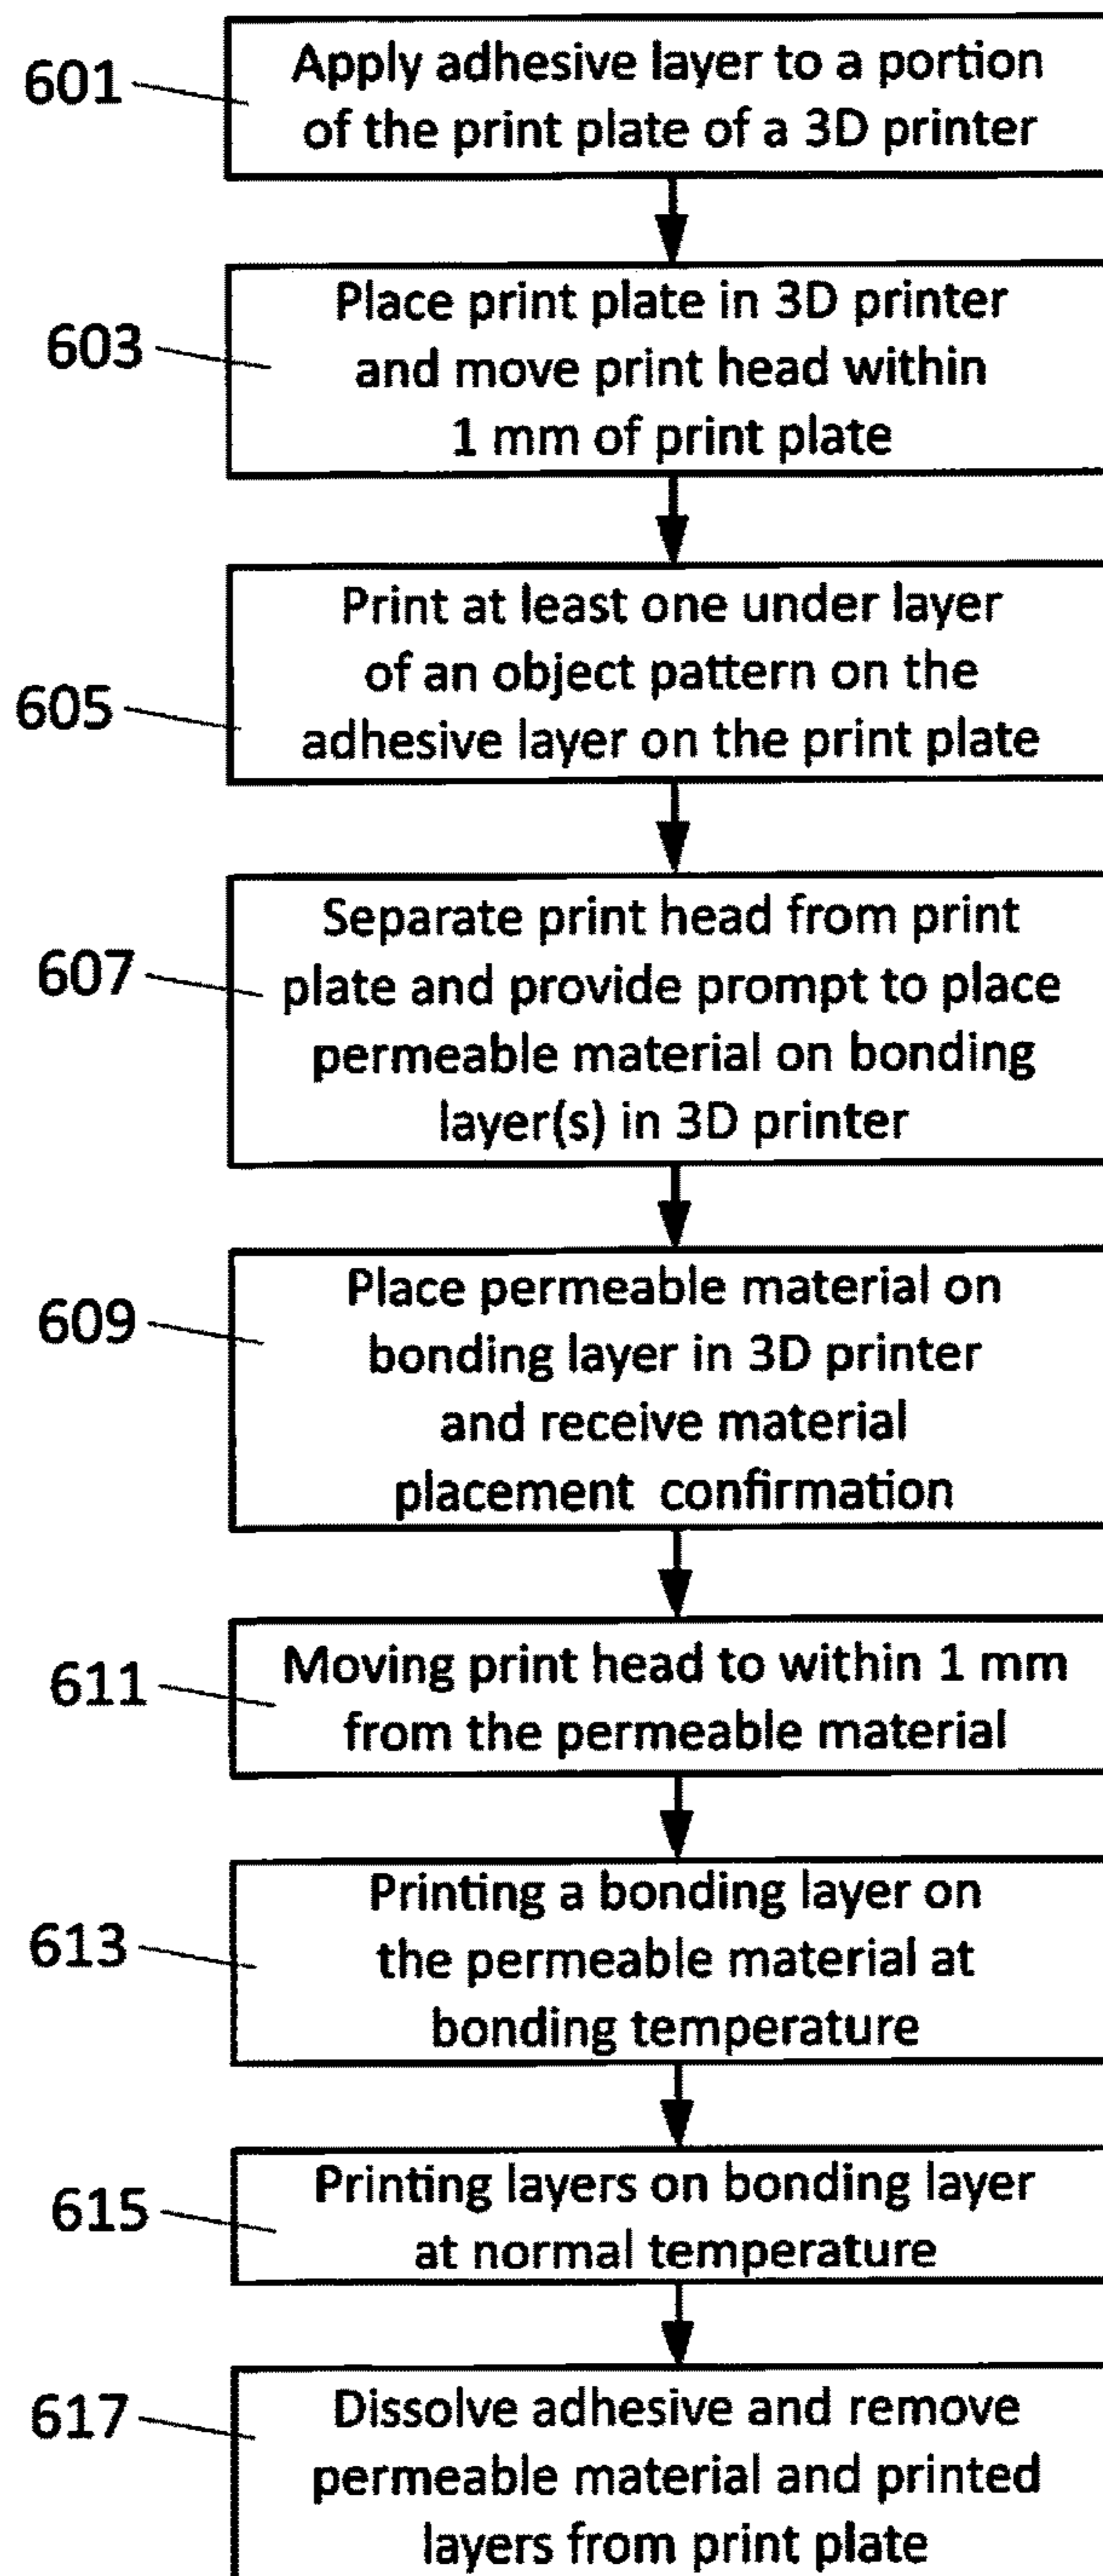 601
Apply adhesive layer to a portion
of the print plate of a 3D printer
603
Place print plate in 3D printer
and move print head within
1 mm of print plate
605
Print at least one under layer
of an object pattern on the
adhesive layer on the print plate
607
Separate print head from print
plate and provide prompt to place
permeable material on bonding
layer(s) in 3D printer
609
Place permeable material on
bonding layer in 3D printer
and receive material
placement confirmation
611
Moving print head to within 1 mm
from the permeable material
613
Printing a bonding layer on
the permeable material at
bonding temperature
615
Printing layers on bonding layer
at normal temperature
617
Dissolve adhesive and remove
permeable material and printed
layers from print plate